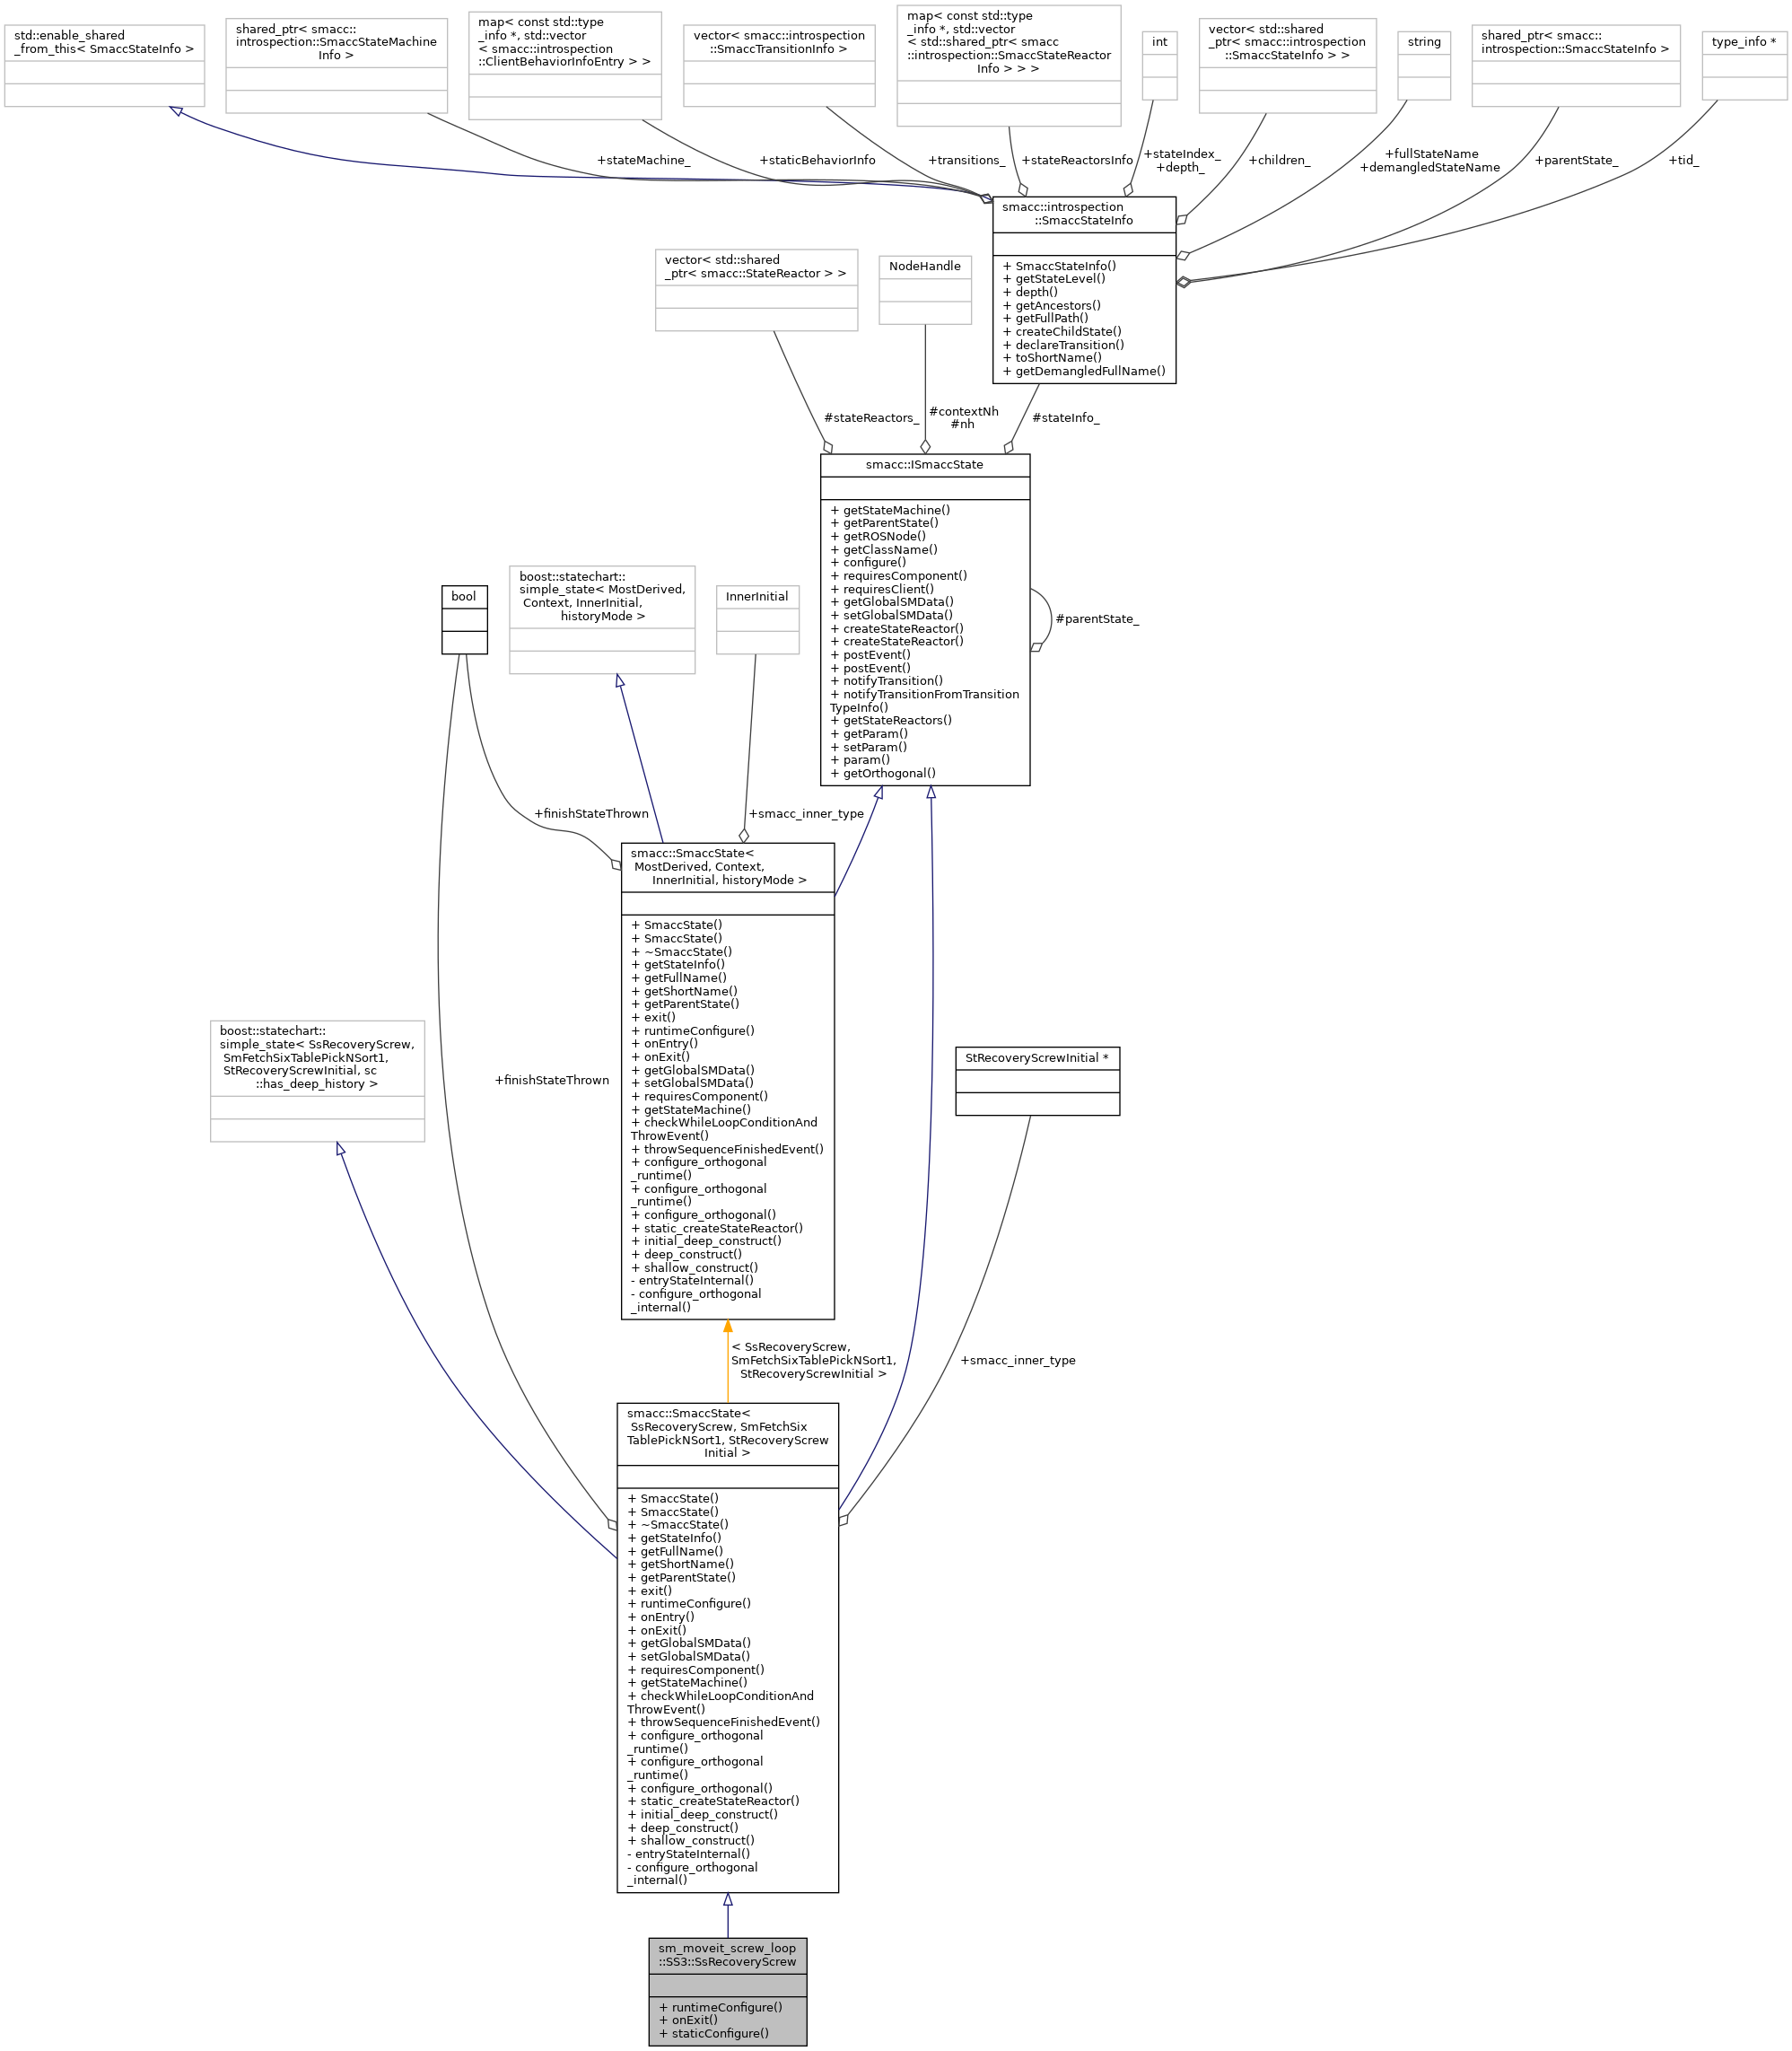 std::enable_shared
_from_this< SmaccStateInfo >
shared_ptr< smacc::
introspection::SmaccStateMachine
Info >
map< const std::type
_info *, std::vector
< smacc::introspection
::ClientBehaviorInfoEntry > >
vector< smacc::introspection
::SmaccTransitionInfo >
map< const std::type
_info *, std::vector
< std::shared_ptr< smacc
::introspection::SmaccStateReactor
Info > > >
int
vector< std::shared
_ptr< smacc::introspection
::SmaccStateInfo > >
string
shared_ptr< smacc::
introspection::SmaccStateInfo >
type_info *
+stateMachine_
+staticBehaviorInfo
+transitions_
+stateReactorsInfo
+stateIndex_
+depth_
+children_
+fullStateName
+demangledStateName
+parentState_
+tid_
smacc::introspection
::SmaccStateInfo
+ SmaccStateInfo()
+ getStateLevel()
+ depth()
+ getAncestors()
+ getFullPath()
+ createChildState()
+ declareTransition()
+ toShortName()
+ getDemangledFullName()
vector< std::shared
_ptr< smacc::StateReactor > >
NodeHandle
#stateReactors_
#contextNh
#nh
#stateInfo_
smacc::ISmaccState
+ getStateMachine()
+ getParentState()
+ getROSNode()
+ getClassName()
+ configure()
+ requiresComponent()
+ requiresClient()
+ getGlobalSMData()
+ setGlobalSMData()
+ createStateReactor()
+ createStateReactor()
+ postEvent()
+ postEvent()
+ notifyTransition()
+ notifyTransitionFromTransition
TypeInfo()
+ getStateReactors()
+ getParam()
+ setParam()
+ param()
+ getOrthogonal()
#parentState_
bool
boost::statechart::
simple_state< MostDerived,
Context, InnerInitial,
historyMode >
InnerInitial
+finishStateThrown
+smacc_inner_type
smacc::SmaccState<
MostDerived, Context,
InnerInitial, historyMode >
+ SmaccState()
+ SmaccState()
+ ~SmaccState()
+ getStateInfo()
+ getFullName()
+ getShortName()
+ getParentState()
+ exit()
+ runtimeConfigure()
+ onEntry()
+ onExit()
+ getGlobalSMData()
+ setGlobalSMData()
+ requiresComponent()
+ getStateMachine()
+ checkWhileLoopConditionAnd
ThrowEvent()
+ throwSequenceFinishedEvent()
+ configure_orthogonal
_runtime()
+ configure_orthogonal
_runtime()
+ configure_orthogonal()
+ static_createStateReactor()
+ initial_deep_construct()
+ deep_construct()
+ shallow_construct()
- entryStateInternal()
- configure_orthogonal
_internal()
boost::statechart::
simple_state< SsRecoveryScrew,
SmFetchSixTablePickNSort1,
StRecoveryScrewInitial, sc
::has_deep_history >
+finishStateThrown
StRecoveryScrewInitial *
< SsRecoveryScrew,
SmFetchSixTablePickNSort1,
StRecoveryScrewInitial >
+smacc_inner_type
smacc::SmaccState<
SsRecoveryScrew, SmFetchSix
TablePickNSort1, StRecoveryScrew
Initial >
+ SmaccState()
+ SmaccState()
+ ~SmaccState()
+ getStateInfo()
+ getFullName()
+ getShortName()
+ getParentState()
+ exit()
+ runtimeConfigure()
+ onEntry()
+ onExit()
+ getGlobalSMData()
+ setGlobalSMData()
+ requiresComponent()
+ getStateMachine()
+ checkWhileLoopConditionAnd
ThrowEvent()
+ throwSequenceFinishedEvent()
+ configure_orthogonal
_runtime()
+ configure_orthogonal
_runtime()
+ configure_orthogonal()
+ static_createStateReactor()
+ initial_deep_construct()
+ deep_construct()
+ shallow_construct()
- entryStateInternal()
- configure_orthogonal
_internal()
sm_moveit_screw_loop
::SS3::SsRecoveryScrew
+ runtimeConfigure()
+ onExit()
+ staticConfigure()